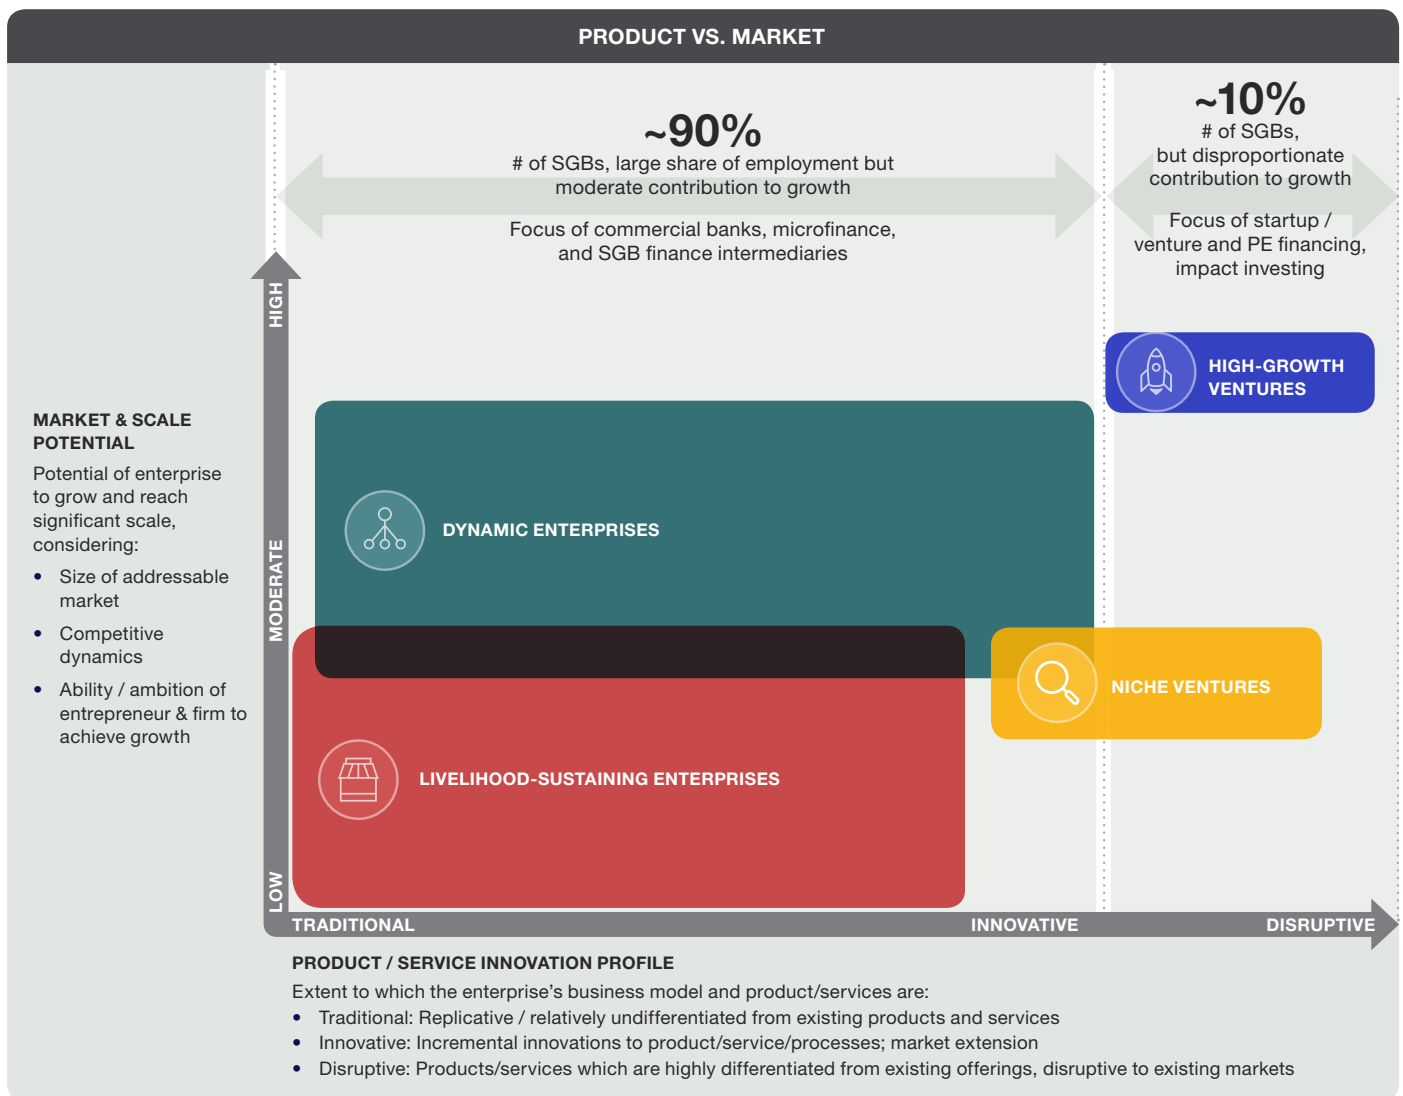 PRODUCT VS. MARKET
~90%
# of SGBs, large share of employment but
moderate contribution to growth
Focus of commercial banks, microfinance,
and SGB finance intermediaries
~10%
# of SGBs,
but disproportionate
contribution to growth
Focus of startup /
venture and PE financing,
impact investing
MARKET & SCALE
POTENTIAL
Potential of enterprise
to grow and reach
significant scale,
considering:
• Size of addressable
market
• Competitive
dynamics
• Ability / ambition of
entrepreneur & firm to
achieve growth
HIGH
MODERATE
LOW
HIGH-GROWTH
VENTURES
DYNAMIC ENTERPRISES
NICHE VENTURES
LIVELIHOOD-SUSTAINING ENTERPRISES
TRADITIONAL
INNOVATIVE
DISRUPTIVE
PRODUCT / SERVICE INNOVATION PROFILE
Extent to which the enterprise’s business model and product/services are:
• Traditional: Replicative / relatively undifferentiated from existing products and services
• Innovative: Incremental innovations to product/service/processes; market extension
• Disruptive: Products/services which are highly differentiated from existing offerings, disruptive to existing markets